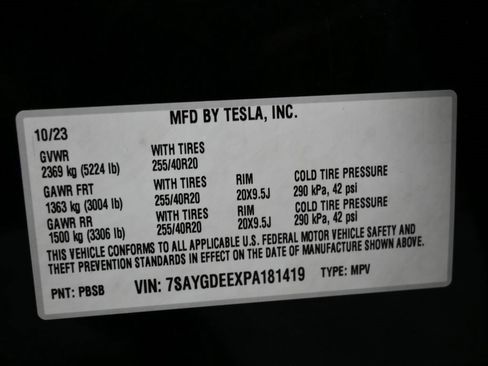 MFD BY TESLA, INC.
10/23
GVWR WITH TIRES
2369 kg (5224 lb) 255/40R20
GAWR FRT WITH TIRES RIM COLD TIRE PRESSURE
1363 kg (3004 lb) 255/40R20 20X9.5J 290 kPa, 42 psi
GAWR RR WITH TIRES RIM COLD TIRE PRESSURE
1500 kg (3306 lb) 255/40R20 20X9.5J 290 kPa, 42 psi
THIS VEHICLE CONFORMS TO ALL APPLICABLE U.S. FEDERAL MOTOR VEHICLE SAFETY AND
THEFT PREVENTION STANDARDS IN EFFECT ON THE DATE OF MANUFACTURE SHOWN ABOVE.
PNT: PBSB VIN: 7SAYGDEEXPA181419 TYPE: MPV